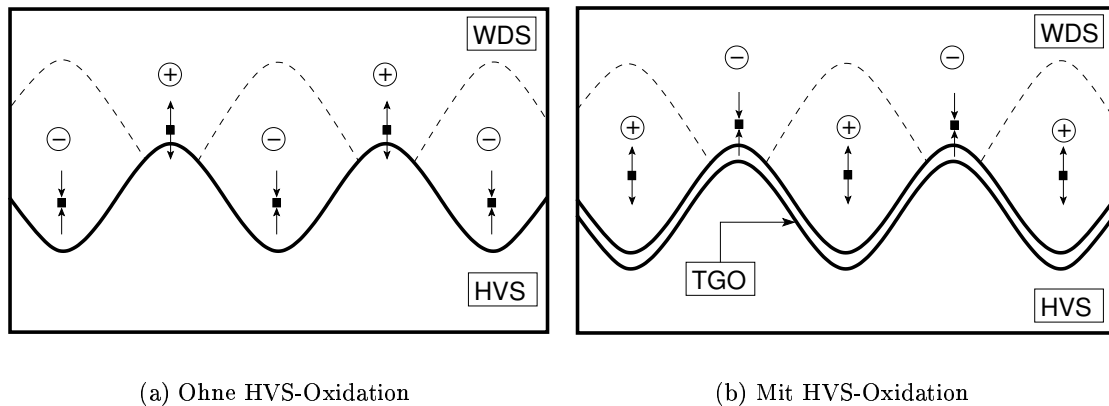 WDS
+
+
−
−
−
HVS
(a) Ohne HVS-Oxidation
WDS
−
−
+
+
+
TGO
HVS
(b) Mit HVS-Oxidation